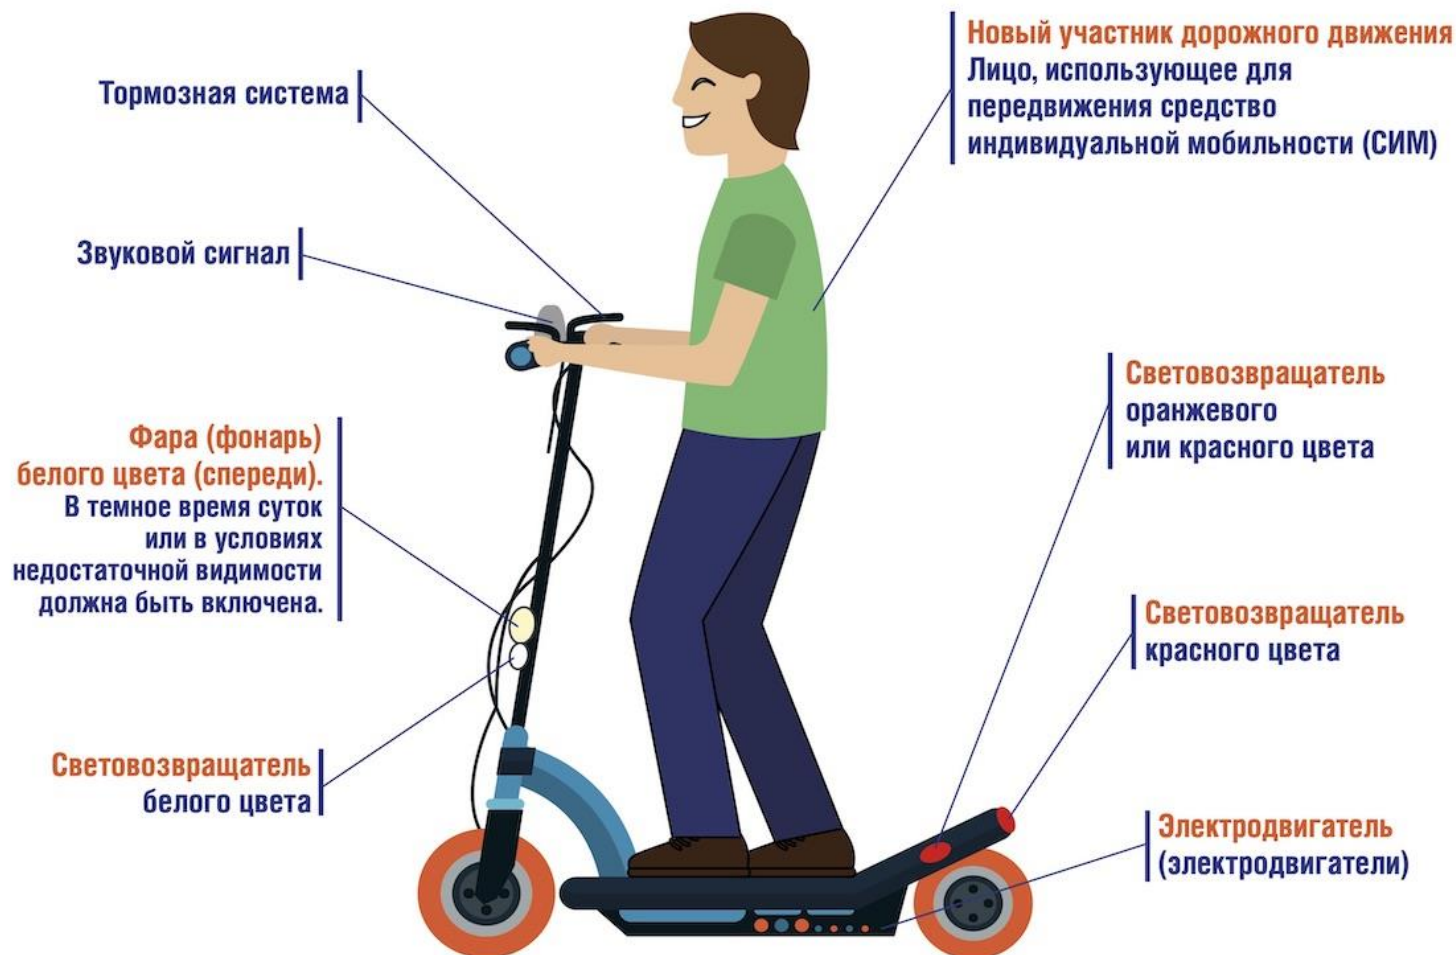 Новый участник дорожного движения
Лицо, использующее для
передвижения средство
индивидуальной мобильности (СИМ)
Тормозная система
Звуковой сигнал
Фара (фонарь)
белого цвета (спереди).
В темное время суток
или в условиях
недостаточной видимости
должна быть включена.
Световозвращатель
белого цвета
Световозвращатель
оранжевого
или красного цвета
Световозвращатель
красного цвета
Электродвигатель
(электродвигатели)